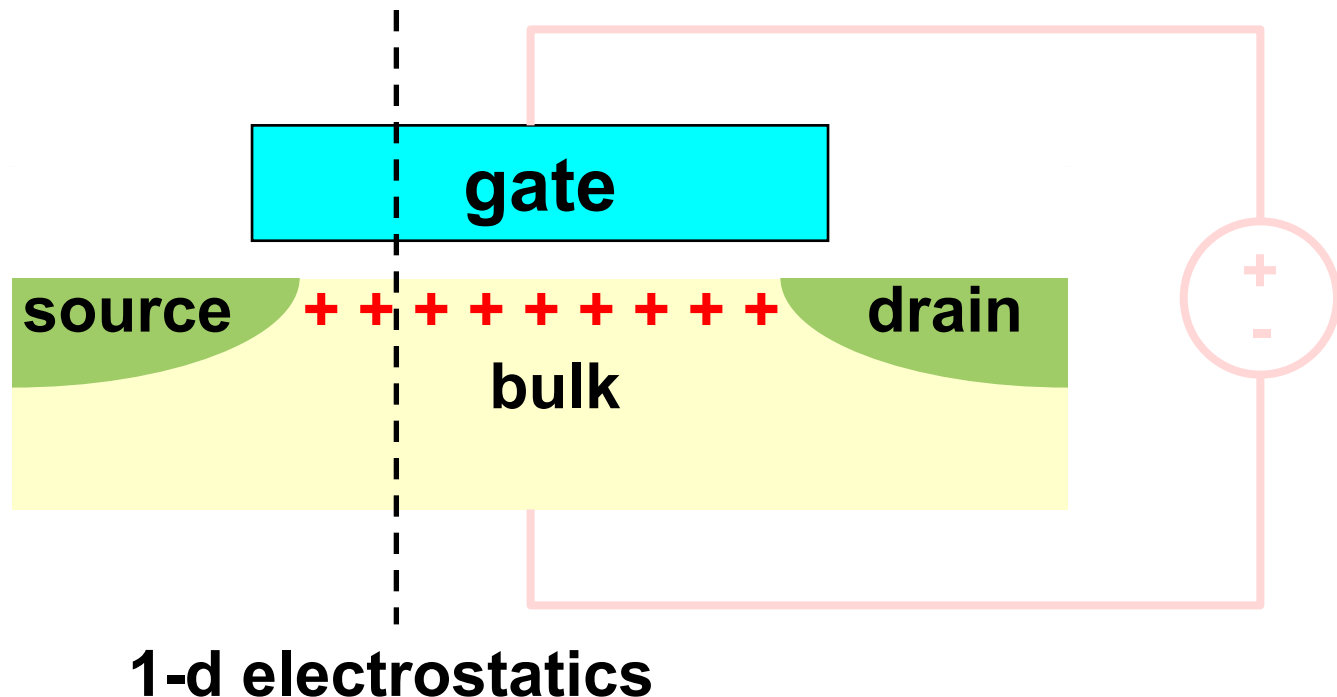 gate
source + + + + + + + + + drain
+
-
bulk
1-d electrostatics